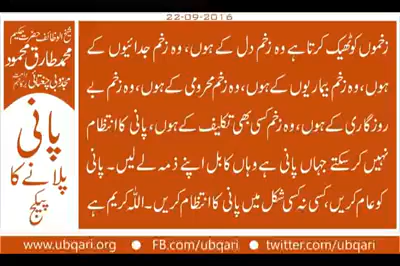 22-09-2016
شیخ الوظائف حضرت حکیم
محمد طارق محمود
مجذوبی چغتائی
پانی
پلانے کا
پیکج
زخموں کو ٹھیک کرتا ہے وہ زخم دل کے ہوں، وہ زخم جدائیوں کے
ہوں، وہ زخم بیماریوں کے ہوں، وہ زخم محرومی کے ہوں، وہ زخم بے
روزگاری کے ہوں، وہ زخم کسی بھی تکلیف کے ہوں، پانی کا انتظام
نہیں کر سکتے جہاں پانی ہے وہاں کا بل اپنے ذمہ لے لیں۔ پانی
کو عام کریں، کسی نہ کسی شکل میں پانی کا انتظام کریں۔ اللہ کریم ہے
www.ubqari.org FB.com/ubqari twitter.com/ubqari